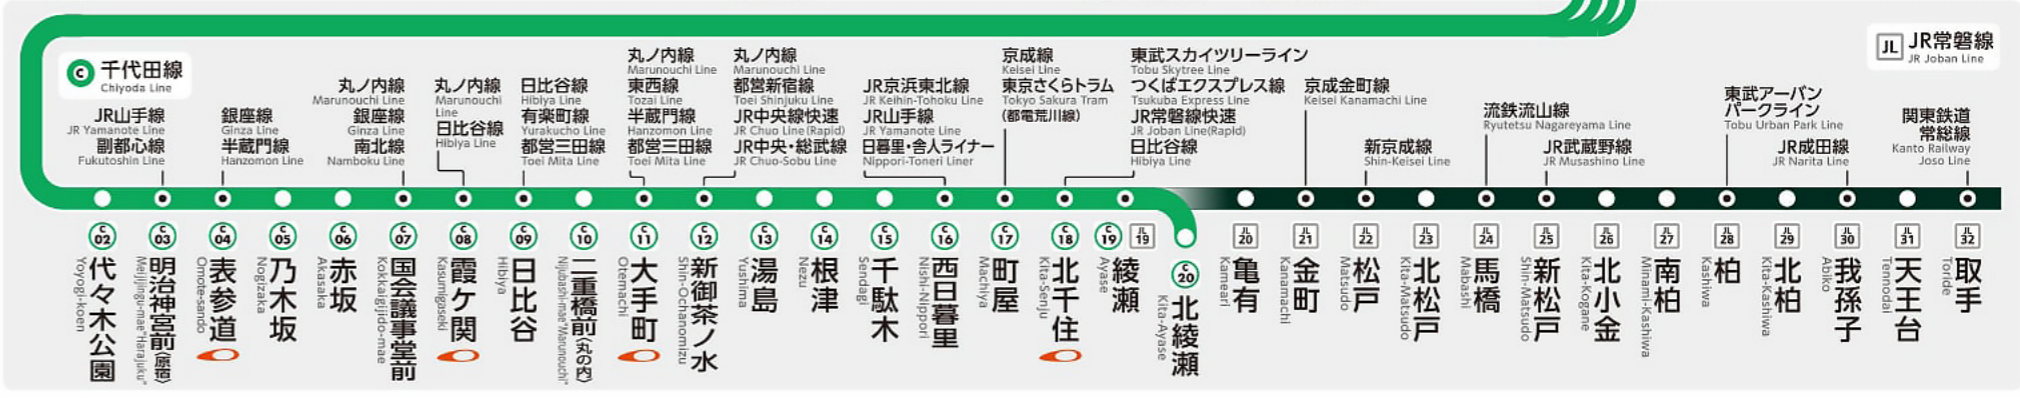 C 千代田線
Chiyoda Line
JL JR常磐線
JR Joban Line
JR山手線
JR Yamanote Line
副都心線
Fukutoshin Line
銀座線
Ginza Line
半蔵門線
Hanzomon Line
丸ノ内線
Marunouchi Line
銀座線
Ginza Line
南北線
Namboku Line
丸ノ内線
Marunouchi
Line
日比谷線
Hibiya Line
日比谷線
Hibiya Line
有楽町線
Yurakucho Line
都営三田線
Toei Mita Line
丸ノ内線
Marunouchi Line
東西線
Tozai Line
半蔵門線
Hanzomon Line
都営三田線
Toei Mita Line
丸ノ内線
Marunouchi Line
都営新宿線
Toei Shinjuku Line
JR中央線快速
JR Chuo Line(Rapid)
JR中央・総武線
JR Chuo-Sobu Line
JR京浜東北線
JR Keihin-Tohoku Line
JR山手線
JR Yamanote Line
日暮里・舎人ライナー
Nippori-Toneri Liner
京成線
Keisei Line
東京さくらトラム
Tokyo Sakura Tram
(都電荒川線)
東武スカイツリーライン
Tobu Skytree Line
つくばエクスプレス線
Tsukuba Express Line
JR常磐線快速
JR Joban Line(Rapid)
日比谷線
Hibiya Line
京成金町線
Keisei Kanamachi Line
新京成線
Shin-Keisei Line
流鉄流山線
Ryutetsu Nagareyama Line
JR武蔵野線
JR Musashino Line
東武アーバン
パークライン
Tobu Urban Park Line
JR成田線
JR Narita Line
関東鉄道
常総線
Kanto Railway
Joso Line
C 02
代々木公園
Yoyogi-koen
C 03
明治神宮前〈原宿〉
Meijijingu-mae"Harajuku"
C 04
表参道
Omote-sando
C 05
乃木坂
Nogizaka
C 06
赤坂
Akasaka
C 07
国会議事堂前
Kokkaigijido-mae
C 08
霞ケ関
Kasumigaseki
C 09
日比谷
Hibiya
C 10
二重橋前〈丸の内〉
Nijubashi-mae"Marunouchi"
C 11
大手町
Otemachi
C 12
新御茶ノ水
Shin-Ochanomizu
C 13
湯島
Yushima
C 14
根津
Nezu
C 15
千駄木
Sendagi
C 16
西日暮里
Nishi-Nippori
C 17
町屋
Machiya
C 18
北千住
Kita-Senju
C 19
JL 19
綾瀬
Ayase
C 20
北綾瀬
Kita-Ayase
JL 20
亀有
Kameari
JL 21
金町
Kanamachi
JL 22
松戸
Matsudo
JL 23
北松戸
Kita-Matsudo
JL 24
馬橋
Mabashi
JL 25
新松戸
Shin-Matsudo
JL 26
北小金
Kita-Kogane
JL 27
南柏
Minami-Kashiwa
JL 28
柏
Kashiwa
JL 29
北柏
Kita-Kashiwa
JL 30
我孫子
Abiko
JL 31
天王台
Tennodai
JL 32
取手
Toride